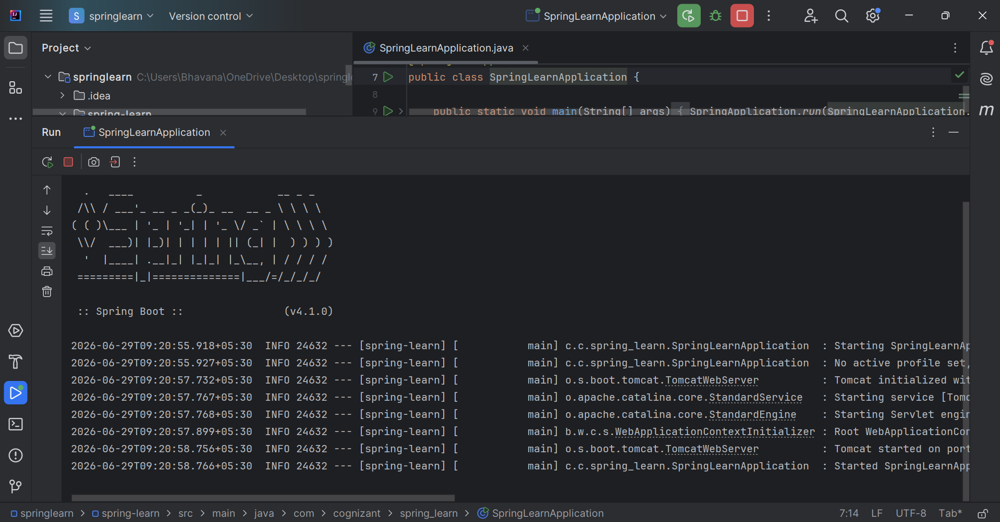 S springlearn Version control SpringLearnApplication
Project
SpringLearnApplication.java
springlearn C:\Users\Bhavana\OneDrive\Desktop\springle
.idea
spring-learn
7 public class SpringLearnApplication {
8
9 public static void main(String[] args) { SpringApplication.run(SpringLearnApplication.
Run SpringLearnApplication
  .   ____          _            __ _ _
 /\\ / ___'_ __ _ _(_)_ __  __ _ \ \ \ \
( ( )\___ | '_ | '_| | '_ \/ _` | \ \ \ \
 \\/  ___)| |_)| | | | | || (_| |  ) ) ) )
  '  |____| .__|_| |_|_| |_\__, | / / / /
 =========|_|==============|___/=/_/_/_/
 :: Spring Boot ::                (v4.1.0)
2026-06-29T09:20:55.918+05:30  INFO 24632 --- [spring-learn] [           main] c.c.spring_learn.SpringLearnApplication  : Starting SpringLearnAp
2026-06-29T09:20:55.927+05:30  INFO 24632 --- [spring-learn] [           main] c.c.spring_learn.SpringLearnApplication  : No active profile set,
2026-06-29T09:20:57.732+05:30  INFO 24632 --- [spring-learn] [           main] o.s.boot.tomcat.TomcatWebServer          : Tomcat initialized wit
2026-06-29T09:20:57.767+05:30  INFO 24632 --- [spring-learn] [           main] o.apache.catalina.core.StandardService   : Starting service [Tomc
2026-06-29T09:20:57.768+05:30  INFO 24632 --- [spring-learn] [           main] o.apache.catalina.core.StandardEngine    : Starting Servlet engin
2026-06-29T09:20:57.899+05:30  INFO 24632 --- [spring-learn] [           main] b.w.c.s.WebApplicationContextInitializer : Root WebApplicationCon
2026-06-29T09:20:58.756+05:30  INFO 24632 --- [spring-learn] [           main] o.s.boot.tomcat.TomcatWebServer          : Tomcat started on port
2026-06-29T09:20:58.766+05:30  INFO 24632 --- [spring-learn] [           main] c.c.spring_learn.SpringLearnApplication  : Started SpringLearnApp
springlearn > spring-learn > src > main > java > com > cognizant > spring_learn > SpringLearnApplication 7:14 LF UTF-8 Tab*